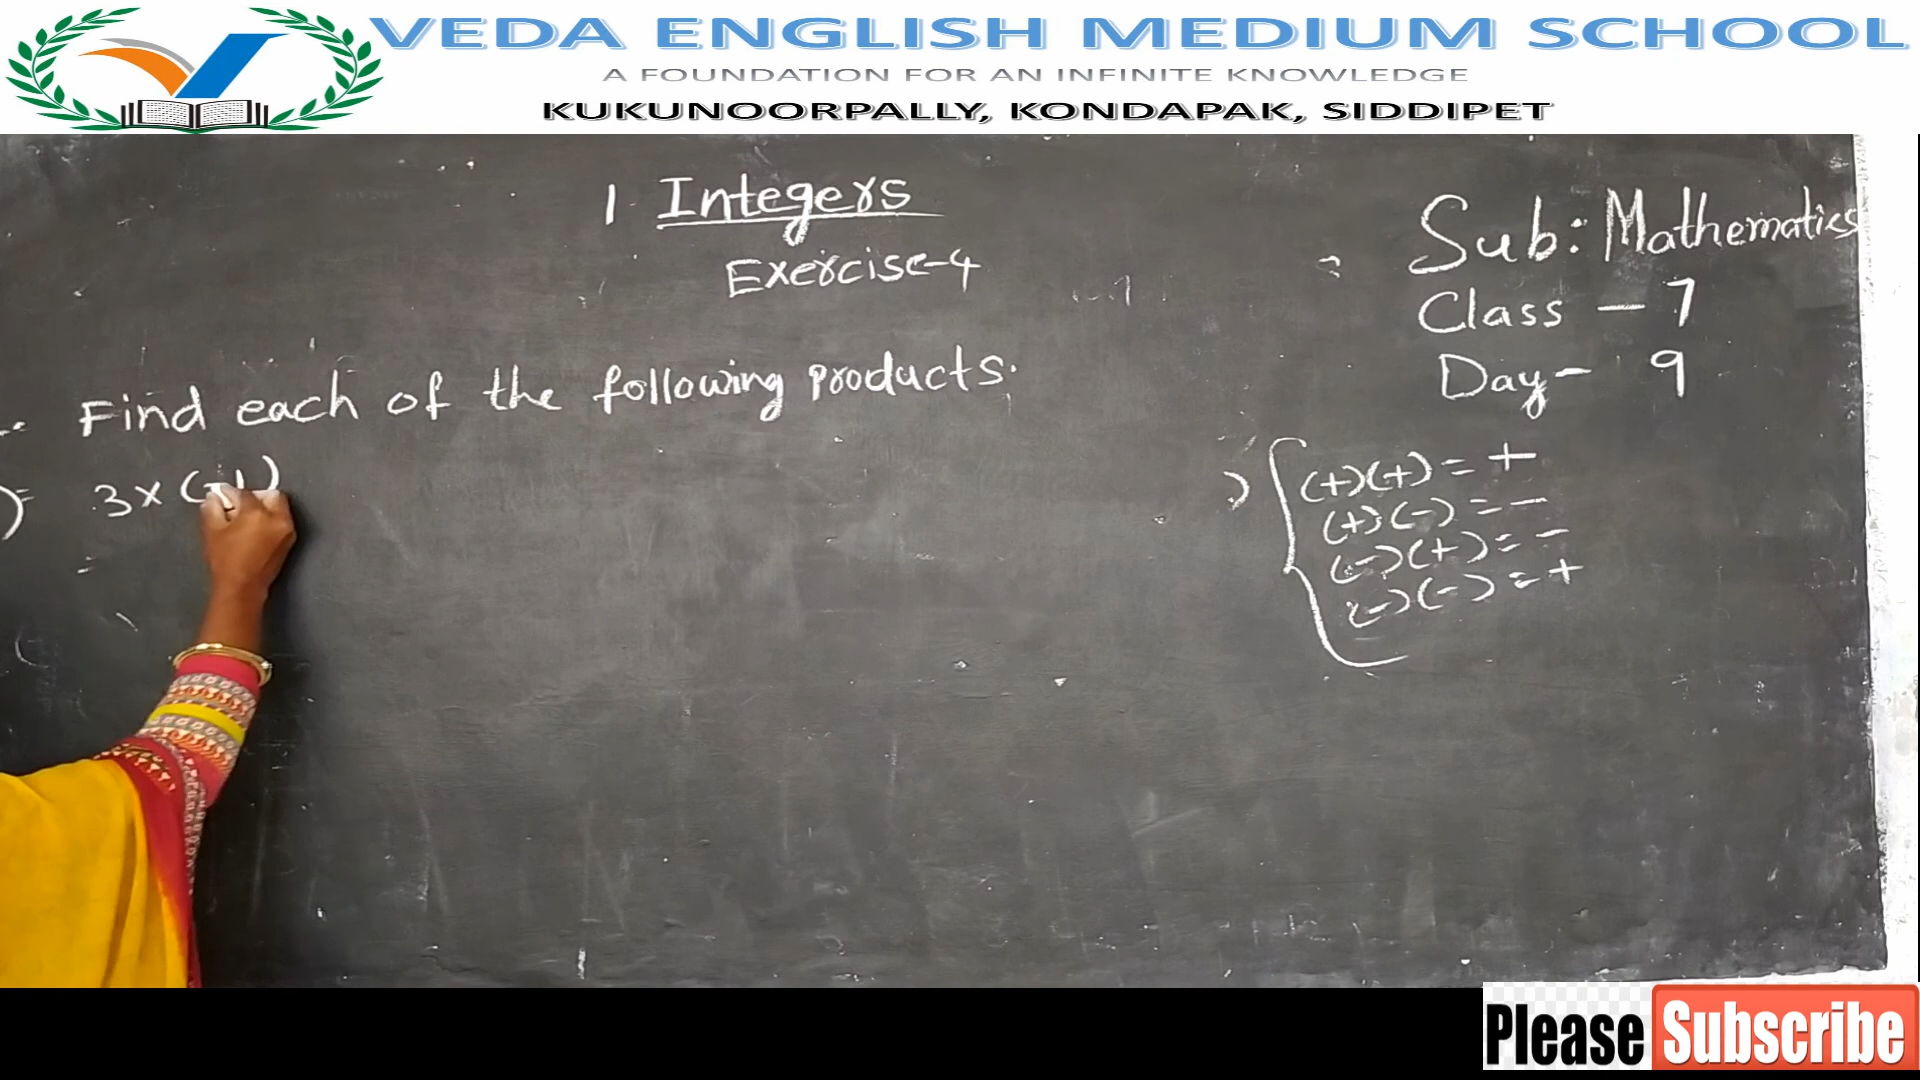 VEDA ENGLISH MEDIUM SCHOOL
A FOUNDATION FOR AN INFINITE KNOWLEDGE
KUKUNOORPALLY, KONDAPAK, SIDDIPET
1 Integers
Exercise-4
Sub: Mathematics
Class - 7
Day - 9
Find each of the following products.
3 x (-1)
(+)(+) = +
(+)(-) = -
(-)(+) = -
(-)(-) = +
Please Subscribe